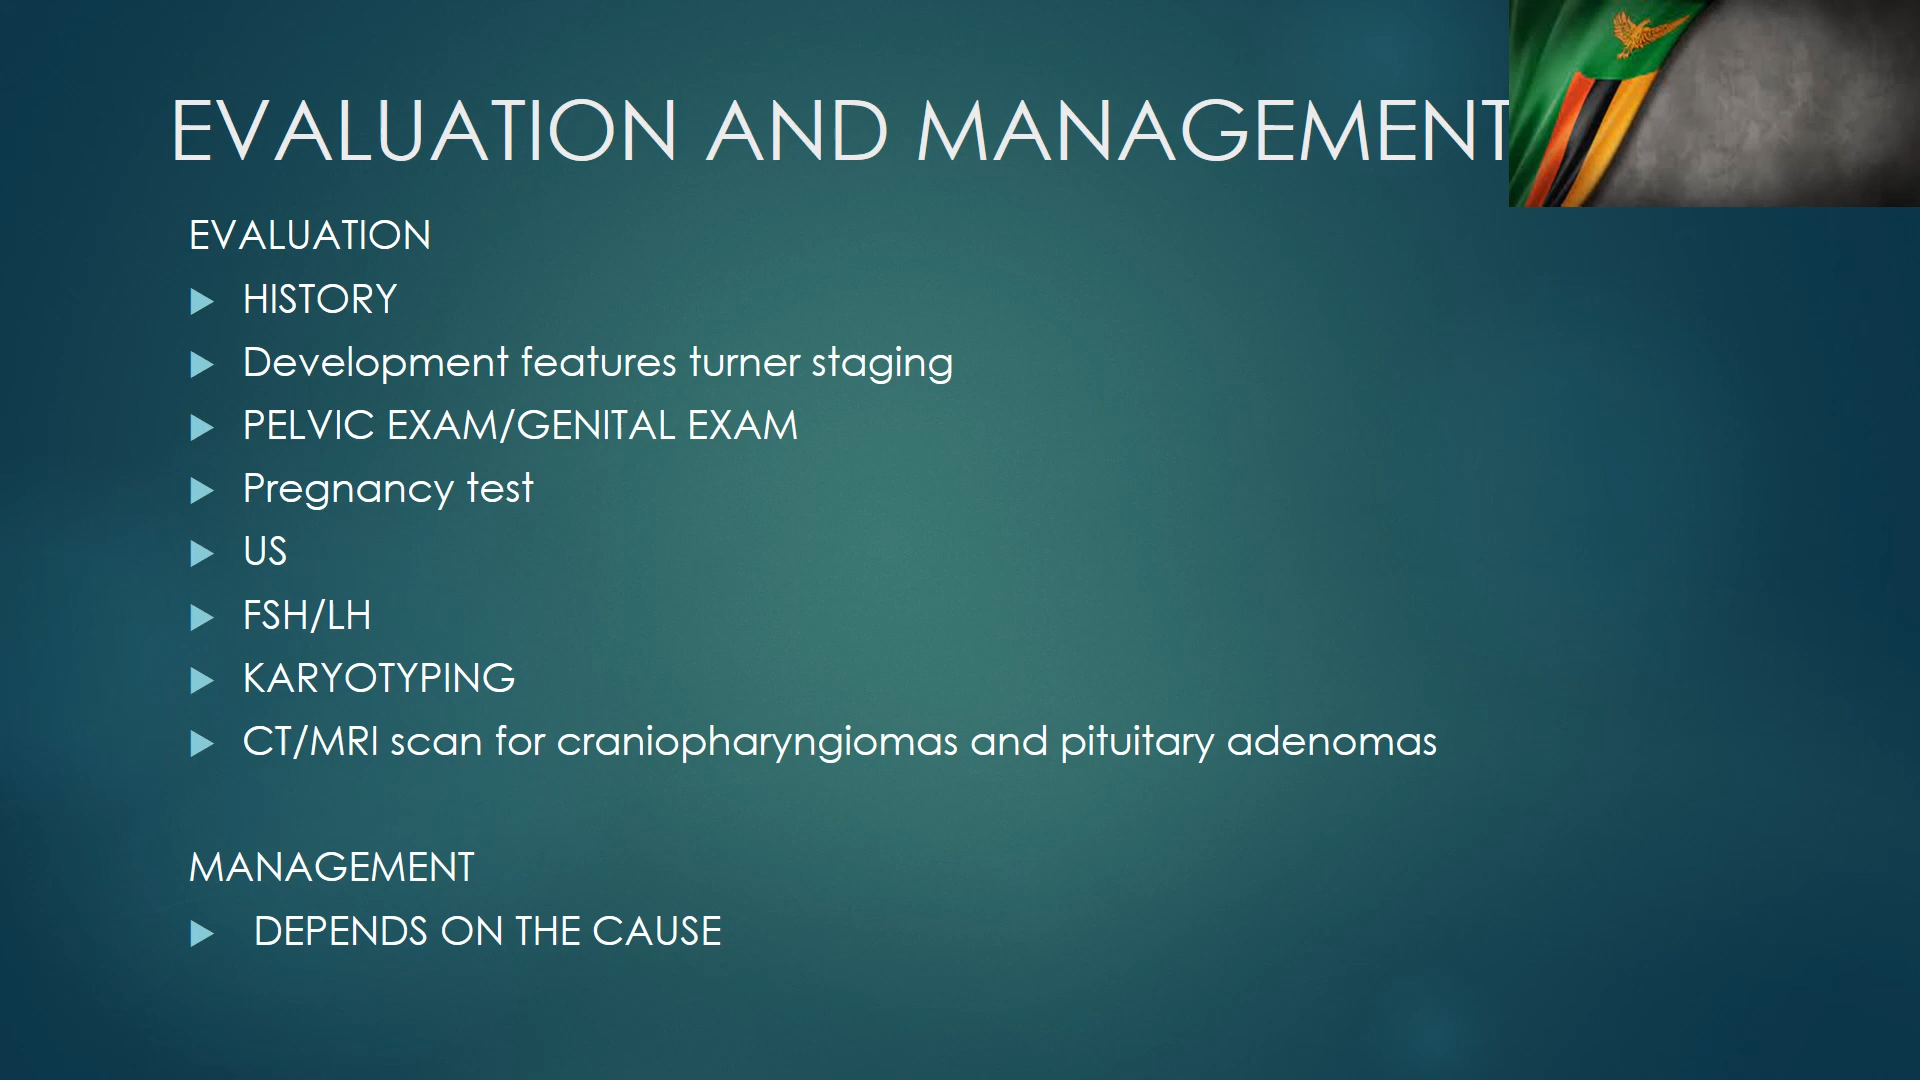 EVALUATION AND MANAGEMENT
EVALUATION
HISTORY
Development features turner staging
PELVIC EXAM/GENITAL EXAM
Pregnancy test
US
FSH/LH
KARYOTYPING
CT/MRI scan for craniopharyngiomas and pituitary adenomas
MANAGEMENT
DEPENDS ON THE CAUSE